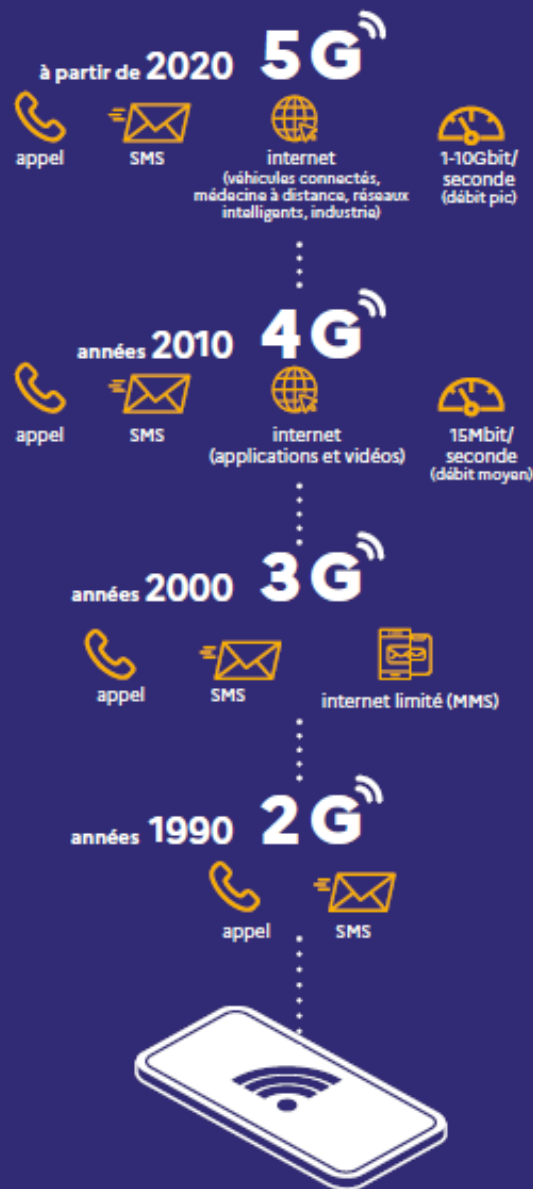 à partir de 2020 5G
appel
SMS
internet
(véhicules connectés,
médecine à distance, réseaux
intelligents, industrie)
1-10Gbit/
seconde
(débit pic)
années 2010 4G
appel
SMS
internet
(applications et vidéos)
15Mbit/
seconde
(débit moyen)
années 2000 3G
appel
SMS
internet limité (MMS)
années 1990 2G
appel
SMS